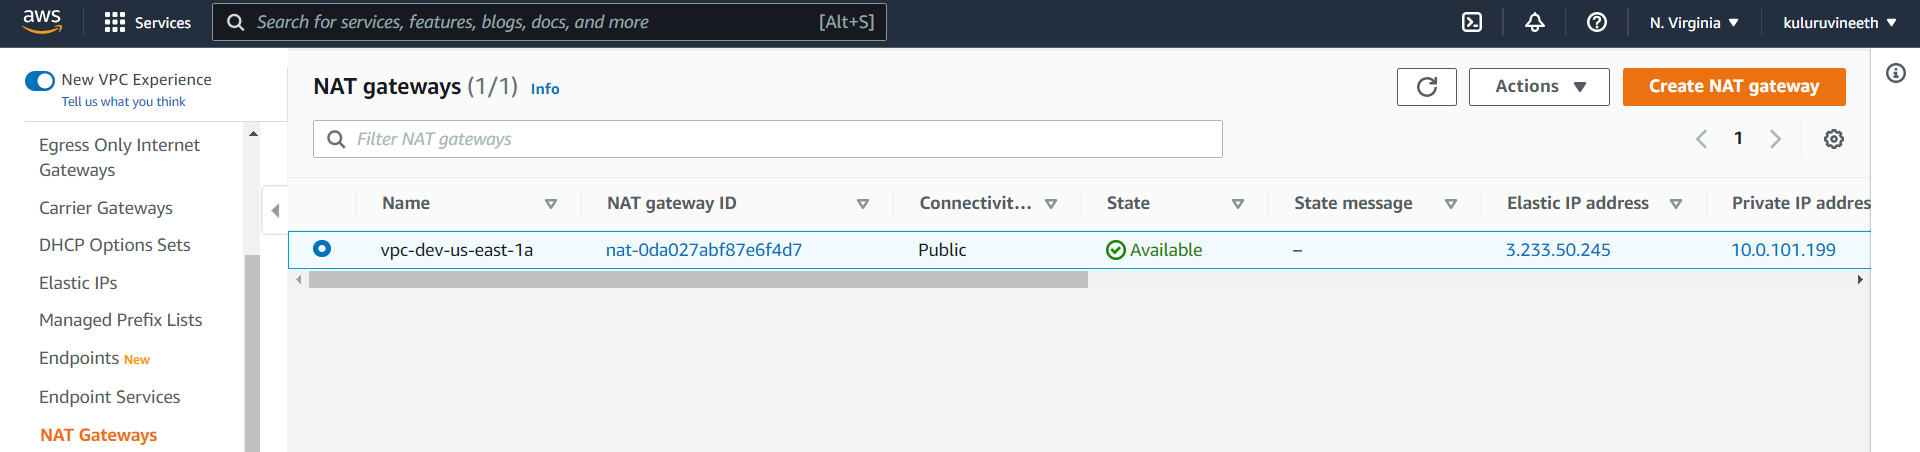 aws Services Search for services, features, blogs, docs, and more [Alt+S] N. Virginia kuluruvineeth
New VPC Experience
Tell us what you think
Egress Only Internet
Gateways
Carrier Gateways
DHCP Options Sets
Elastic IPs
Managed Prefix Lists
Endpoints New
Endpoint Services
NAT Gateways
NAT gateways (1/1) Info
Actions
Create NAT gateway
Filter NAT gateways
1
Name NAT gateway ID Connectivit... State State message Elastic IP address Private IP addres
vpc-dev-us-east-1a nat-0da027abf87e6f4d7 Public Available – 3.233.50.245 10.0.101.199